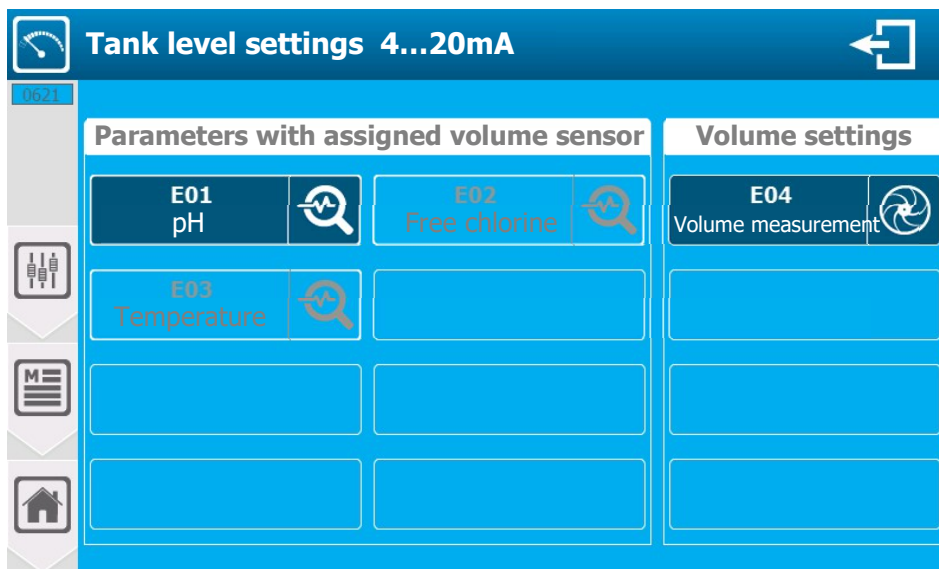 Tank level settings 4...20mA
0621
Parameters with assigned volume sensor
Volume settings
E01
pH
E02
Free chlorine
E04
Volume measurement
E03
Temperature
M